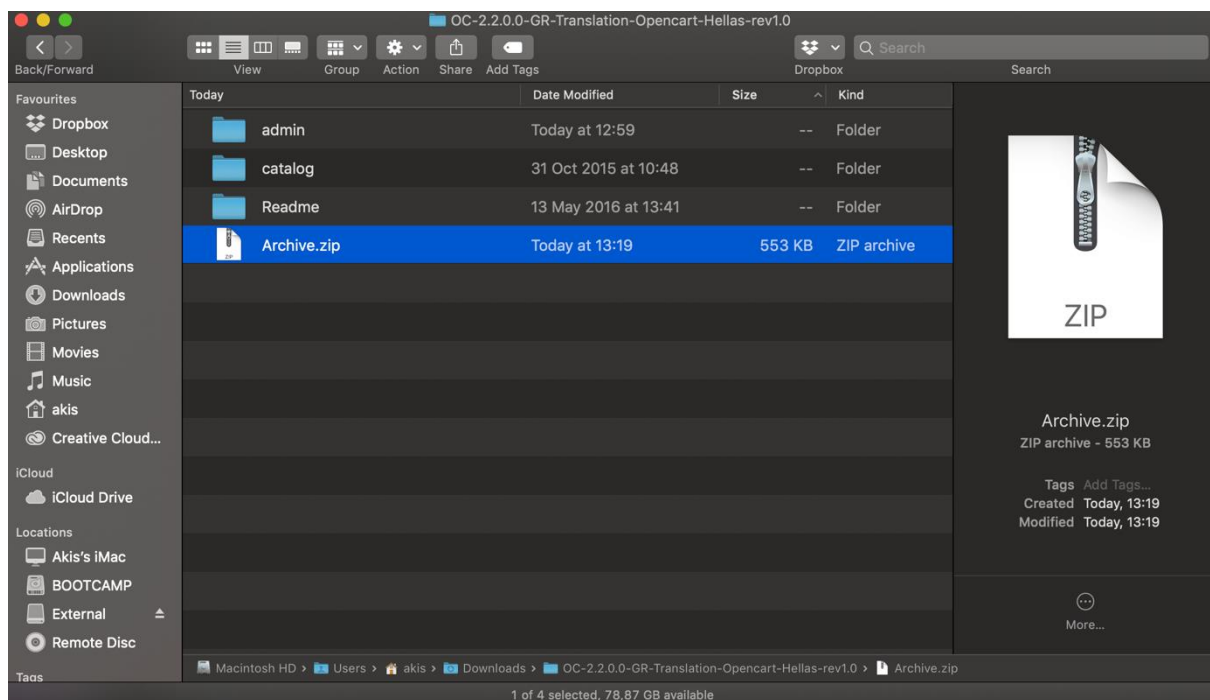 OC-2.2.0.0-GR-Translation-Opencart-Hellas-rev1.0
Search
Back/Forward View Group Action Share Add Tags Dropbox Search
Favourites
Dropbox
Desktop
Documents
AirDrop
Recents
Applications
Downloads
Pictures
Movies
Music
akis
Creative Cloud...
iCloud
iCloud Drive
Locations
Akis's iMac
BOOTCAMP
External
Remote Disc
Tags
Today Date Modified Size Kind
admin Today at 12:59 -- Folder
catalog 31 Oct 2015 at 10:48 -- Folder
Readme 13 May 2016 at 13:41 -- Folder
ZIP
Archive.zip Today at 13:19 553 KB ZIP archive
ZIP
Archive.zip
ZIP archive - 553 KB
Tags Add Tags...
Created Today, 13:19
Modified Today, 13:19
More...
Macintosh HD › Users › akis › Downloads › OC-2.2.0.0-GR-Translation-Opencart-Hellas-rev1.0 › Archive.zip
1 of 4 selected, 78,87 GB available